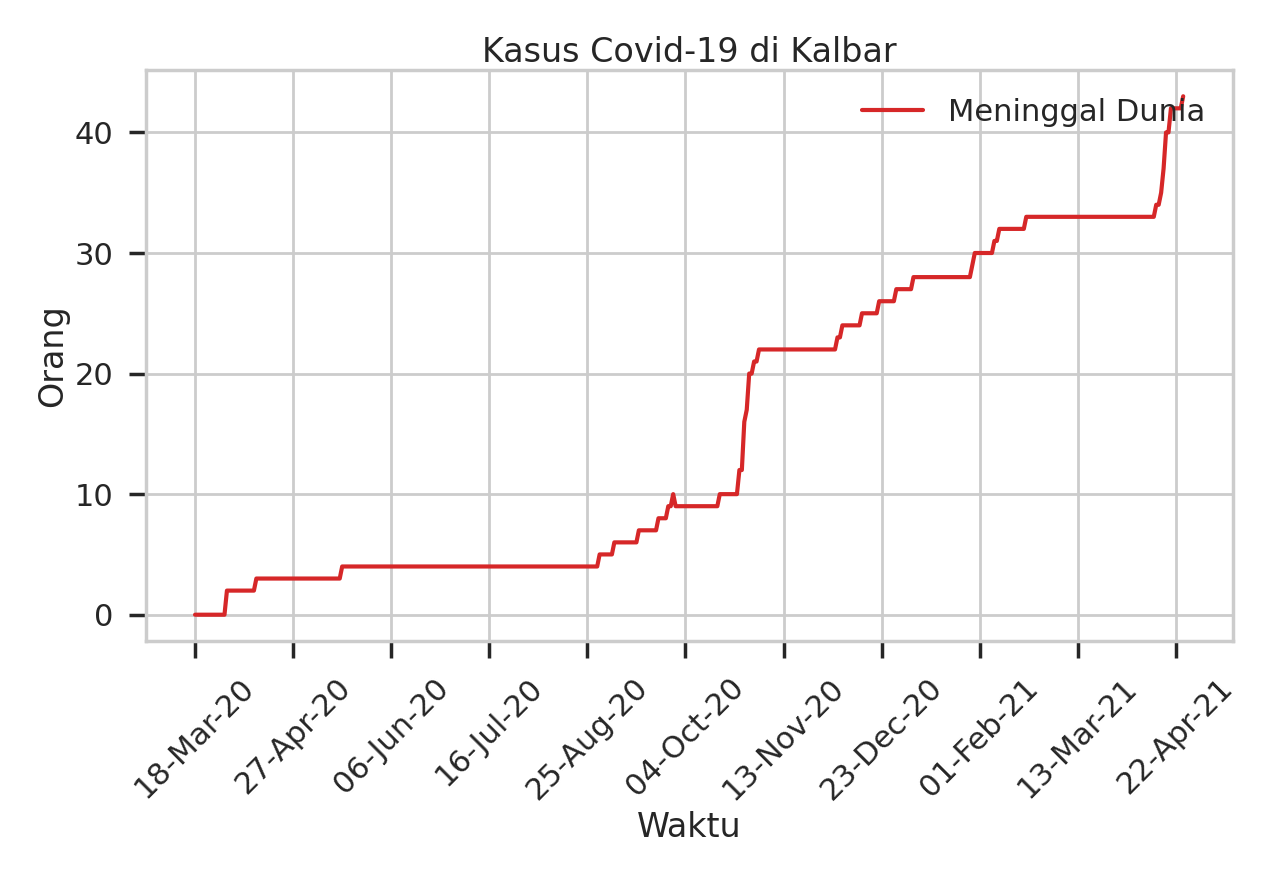 Kasus Covid-19 di Kalbar
Meninggal Dunia
Orang
40
30
20
10
0
18-Mar-20
27-Apr-20
06-Jun-20
16-Jul-20
25-Aug-20
04-Oct-20
13-Nov-20
23-Dec-20
01-Feb-21
13-Mar-21
22-Apr-21
Waktu